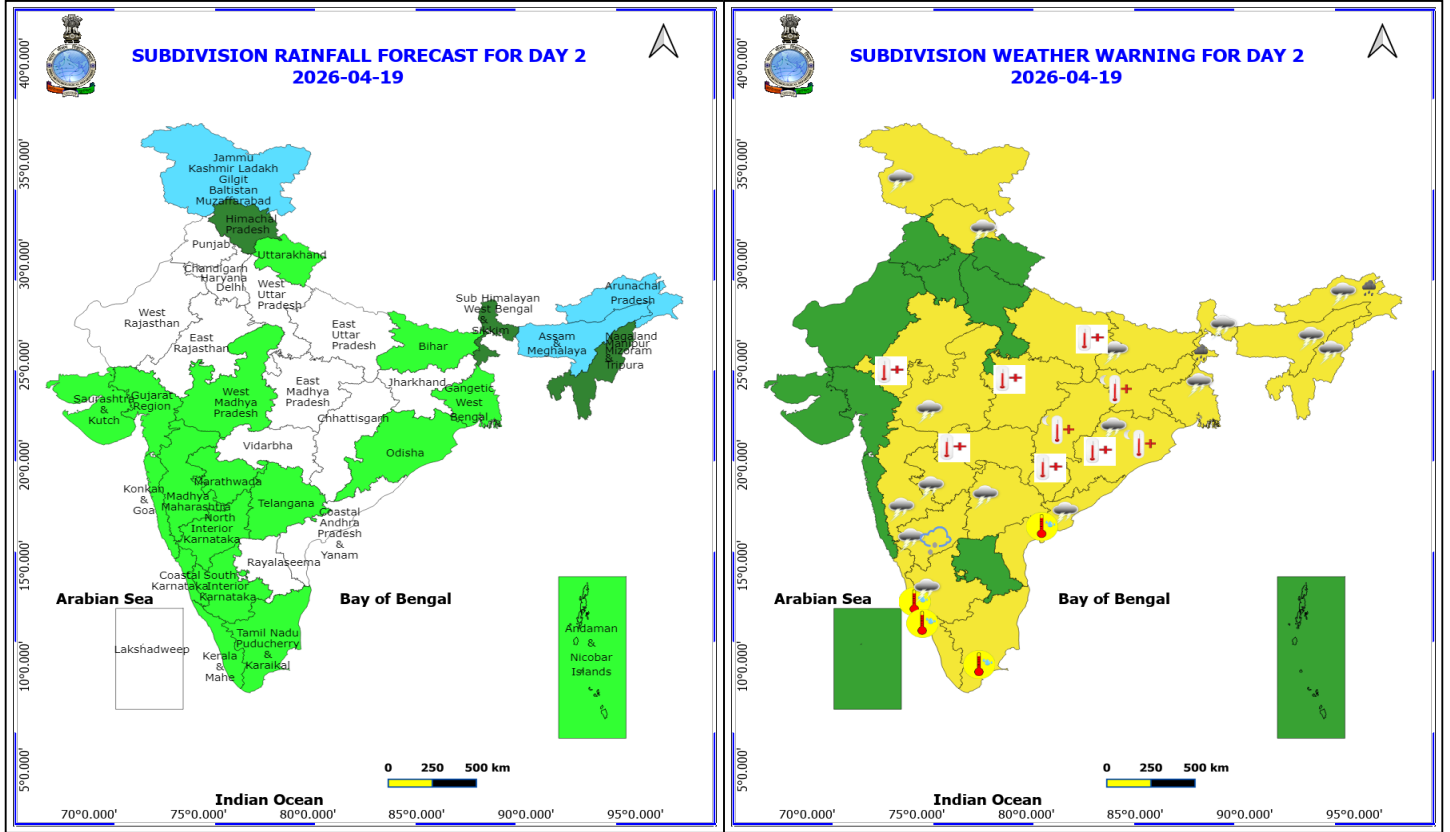 SUBDIVISION RAINFALL FORECAST FOR DAY 2
2026-04-19
40°0.000'
35°0.000'
30°0.000'
25°0.000'
20°0.000'
15°0.000'
10°0.000'
5°0.000'
Jammu
Kashmir Ladakh
Gilgit
Baltistan
Muzaffarabad
Himachal
Pradesh
Punjab
Uttarakhand
Chandigarh
Haryana
Delhi
West
Uttar
Pradesh
West
Rajasthan
East
Rajasthan
East
Uttar
Pradesh
Sub Himalayan
West Bengal
&
Sikkim
Arunachal
Pradesh
Assam
&
Meghalaya
Nagaland
Manipur
Mizoram
&
Tripura
Bihar
Jharkhand
Gangetic
West
Bengal
East
Madhya
Pradesh
West
Madhya
Pradesh
Gujarat
Region
Saurashtra
&
Kutch
Chhattisgarh
Vidarbha
Odisha
Marathwada
Madhya
Maharashtra
Konkan
&
Goa
Telangana
North
Interior
Karnataka
Coastal
Andhra
Pradesh
&
Yanam
Rayalaseema
Coastal
Karnataka
South
Interior
Karnataka
Arabian Sea
Bay of Bengal
Lakshadweep
Kerala
&
Mahe
Tamil Nadu
Puducherry
&
Karaikal
Andaman
&
Nicobar
Islands
0 250 500 km
Indian Ocean
70°0.000' 75°0.000' 80°0.000' 85°0.000' 90°0.000' 95°0.000'
SUBDIVISION WEATHER WARNING FOR DAY 2
2026-04-19
40°0.000'
35°0.000'
30°0.000'
25°0.000'
20°0.000'
15°0.000'
10°0.000'
5°0.000'
Arabian Sea
Bay of Bengal
0 250 500 km
Indian Ocean
70°0.000' 75°0.000' 80°0.000' 85°0.000' 90°0.000' 95°0.000'